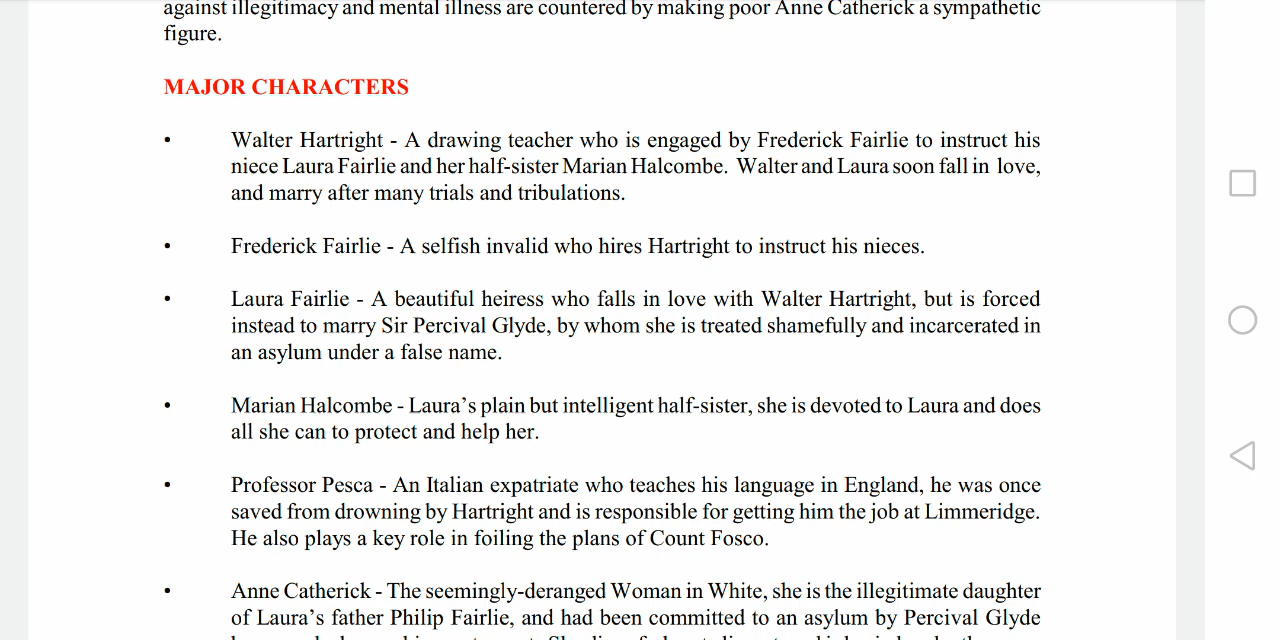 against illegitimacy and mental illness are countered by making poor Anne Catherick a sympathetic
figure.
MAJOR CHARACTERS
• Walter Hartright - A drawing teacher who is engaged by Frederick Fairlie to instruct his
niece Laura Fairlie and her half-sister Marian Halcombe. Walter and Laura soon fall in love,
and marry after many trials and tribulations.
• Frederick Fairlie - A selfish invalid who hires Hartright to instruct his nieces.
• Laura Fairlie - A beautiful heiress who falls in love with Walter Hartright, but is forced
instead to marry Sir Percival Glyde, by whom she is treated shamefully and incarcerated in
an asylum under a false name.
• Marian Halcombe - Laura’s plain but intelligent half-sister, she is devoted to Laura and does
all she can to protect and help her.
• Professor Pesca - An Italian expatriate who teaches his language in England, he was once
saved from drowning by Hartright and is responsible for getting him the job at Limmeridge.
He also plays a key role in foiling the plans of Count Fosco.
• Anne Catherick - The seemingly-deranged Woman in White, she is the illegitimate daughter
of Laura’s father Philip Fairlie, and had been committed to an asylum by Percival Glyde